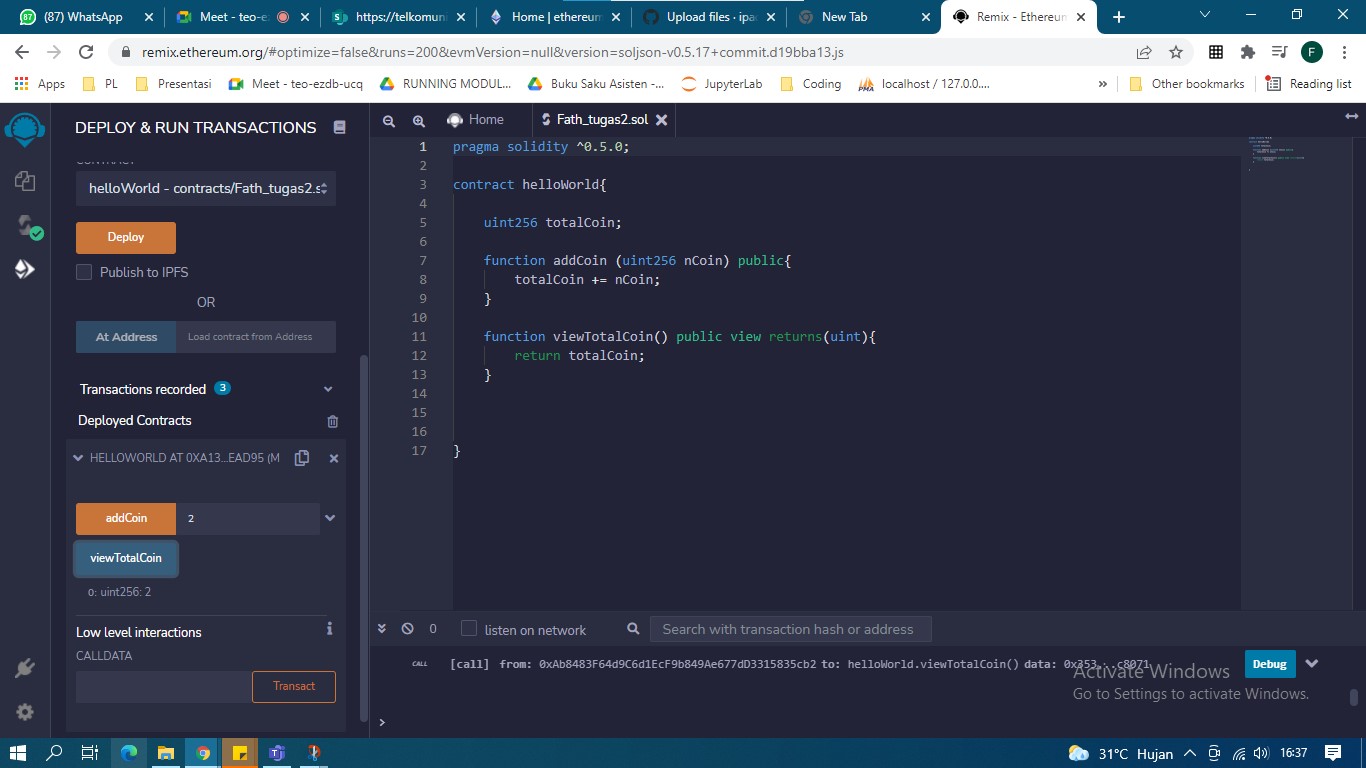 (87) WhatsApp
Meet - teo-e
https://telkomuni
Home | ethereum
Upload files · ipa
New Tab
Remix - Ethereum
remix.ethereum.org/#optimize=false&runs=200&evmVersion=null&version=soljson-v0.5.17+commit.d19bba13.js
F
Apps
PL
Presentasi
Meet - teo-ezdb-ucq
RUNNING MODUL...
Buku Saku Asisten -...
JupyterLab
Coding
localhost / 127.0.0....
»
Other bookmarks
Reading list
DEPLOY & RUN TRANSACTIONS
Home
Fath_tugas2.sol
CONTRACT
helloWorld - contracts/Fath_tugas2.s
Deploy
Publish to IPFS
OR
At Address
Load contract from Address
Transactions recorded 3
Deployed Contracts
HELLOWORLD AT 0XA13...EAD95 (M
addCoin
2
viewTotalCoin
0: uint256: 2
Low level interactions
i
CALLDATA
Transact
1 pragma solidity ^0.5.0;
2
3 contract helloWorld{
4
5 uint256 totalCoin;
6
7 function addCoin (uint256 nCoin) public{
8 totalCoin += nCoin;
9 }
10
11 function viewTotalCoin() public view returns(uint){
12 return totalCoin;
13 }
14
15
16
17 }
0
listen on network
Search with transaction hash or address
CALL
[call] from: 0xAb8483F64d9C6d1EcF9b849Ae677dD3315835cb2 to: helloWorld.viewTotalCoin() data: 0x353...c8071
Debug
>
Activate Windows
Go to Settings to activate Windows.
31°C Hujan
16:37